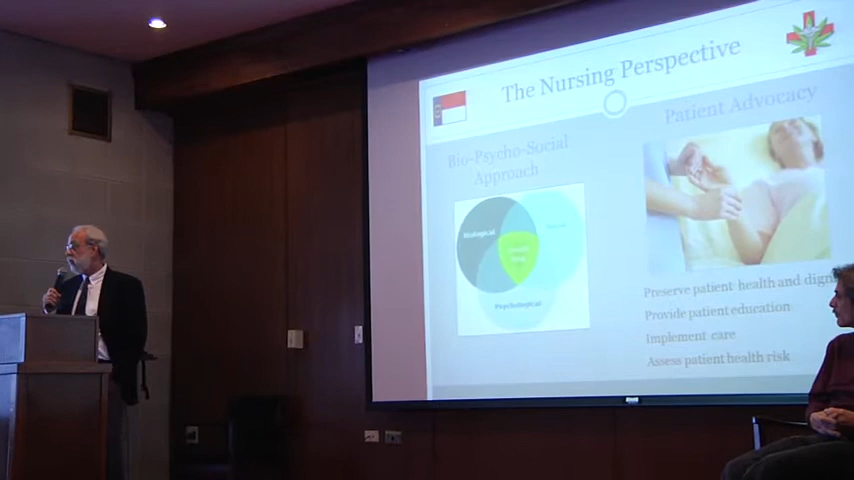 The Nursing Perspective
Bio-Psycho-Social
Approach
Patient Advocacy
Biological
Psychological
Preserve patient health and dign
Provide patient education
Implement care
Assess patient health risk